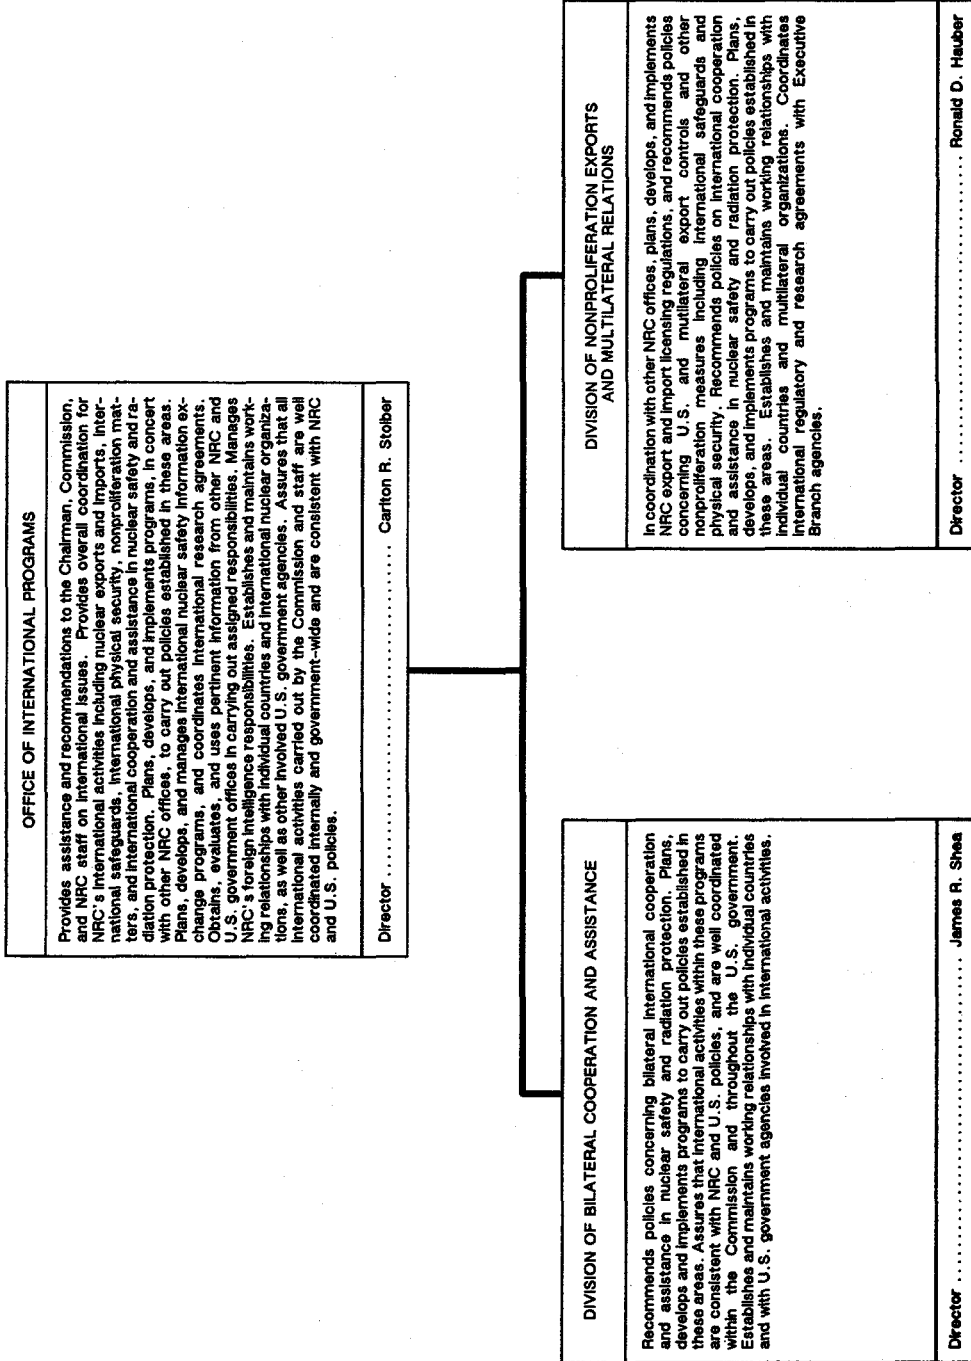 OFFICE OF INTERNATIONAL PROGRAMS
Provides assistance and recommendations to the Chairman, Commission,
and NRC staff on international issues. Provides overall coordination for
NRC's international activities including nuclear exports and imports, inter-
national safeguards, international physical security, nonproliferation mat-
ters, and international cooperation and assistance in nuclear safety and ra-
diation protection. Plans, develops, and implements programs, in concert
with other NRC offices, to carry out policies established in these areas.
Plans, develops, and manages international nuclear safety information ex-
change programs, and coordinates international research agreements.
Obtains, evaluates, and uses pertinent information from other NRC and
U.S. government offices in carrying out assigned responsibilities. Manages
NRC's foreign intelligence responsibilities. Establishes and maintains work-
ing relationships with individual countries and international nuclear organiza-
tions, as well as other involved U.S. government agencies. Assures that all
international activities carried out by the Commission and staff are well
coordinated internally and government-wide and are consistent with NRC
and U.S. policies.
Director .............................. Carlton R. Stoiber
DIVISION OF BILATERAL COOPERATION AND ASSISTANCE
Recommends policies concerning bilateral international cooperation
and assistance in nuclear safety and radiation protection. Plans,
develops and implements programs to carry out policies established in
these areas. Assures that international activities within these programs
are consistent with NRC and U.S. policies, and are well coordinated
within the Commission and throughout the U.S. government.
Establishes and maintains working relationships with individual countries
and with U.S. government agencies involved in international activities.
Director .............................. James R. Shea
DIVISION OF NONPROLIFERATION EXPORTS
AND MULTILATERAL RELATIONS
In coordination with other NRC offices, plans, develops, and implements
NRC export and import licensing regulations, and recommends policies
concerning U.S. and mutilateral export controls and other
nonproliferation measures including international safeguards and
physical security. Recommends policies on international cooperation
and assistance in nuclear safety and radiation protection. Plans,
develops, and implements programs to carry out policies established in
these areas. Establishes and maintains working relationships with
individual countries and multilateral organizations. Coordinates
international regulatory and research agreements with Executive
Branch agencies.
Director .............................. Ronald D. Hauber